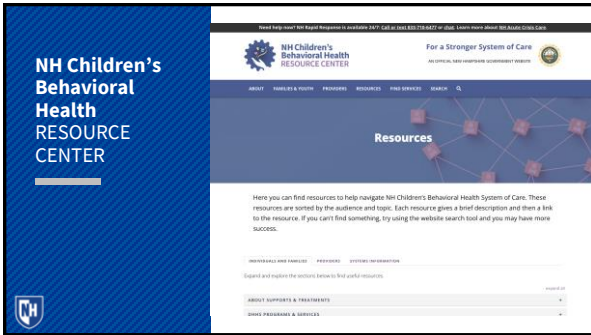 NH Children's
Behavioral
Health
RESOURCE
CENTER
Need help now? NH Rapid Response is available 24/7: Call or text 833-710-6477 or chat. Learn more about NH Acute Crisis Care.
NH Children's
Behavioral Health
RESOURCE CENTER
For a Stronger System of Care
AN OFFICIAL NEW HAMPSHIRE GOVERNMENT WEBSITE
ABOUT FAMILIES & YOUTH PROVIDERS RESOURCES FIND SERVICES SEARCH
Resources
Here you can find resources to help navigate NH Children's Behavioral Health System of Care. These
resources are sorted by the audience and topic. Each resource gives a brief description and then a link
to the resource. If you can't find something, try using the website search tool and you may have more
success.
INDIVIDUALS AND FAMILIES PROVIDERS SYSTEMS INFORMATION
Expand and explore the sections below to find useful resources.
expand all
ABOUT SUPPORTS & TREATMENTS +
DHHS PROGRAMS & SERVICES +
NH